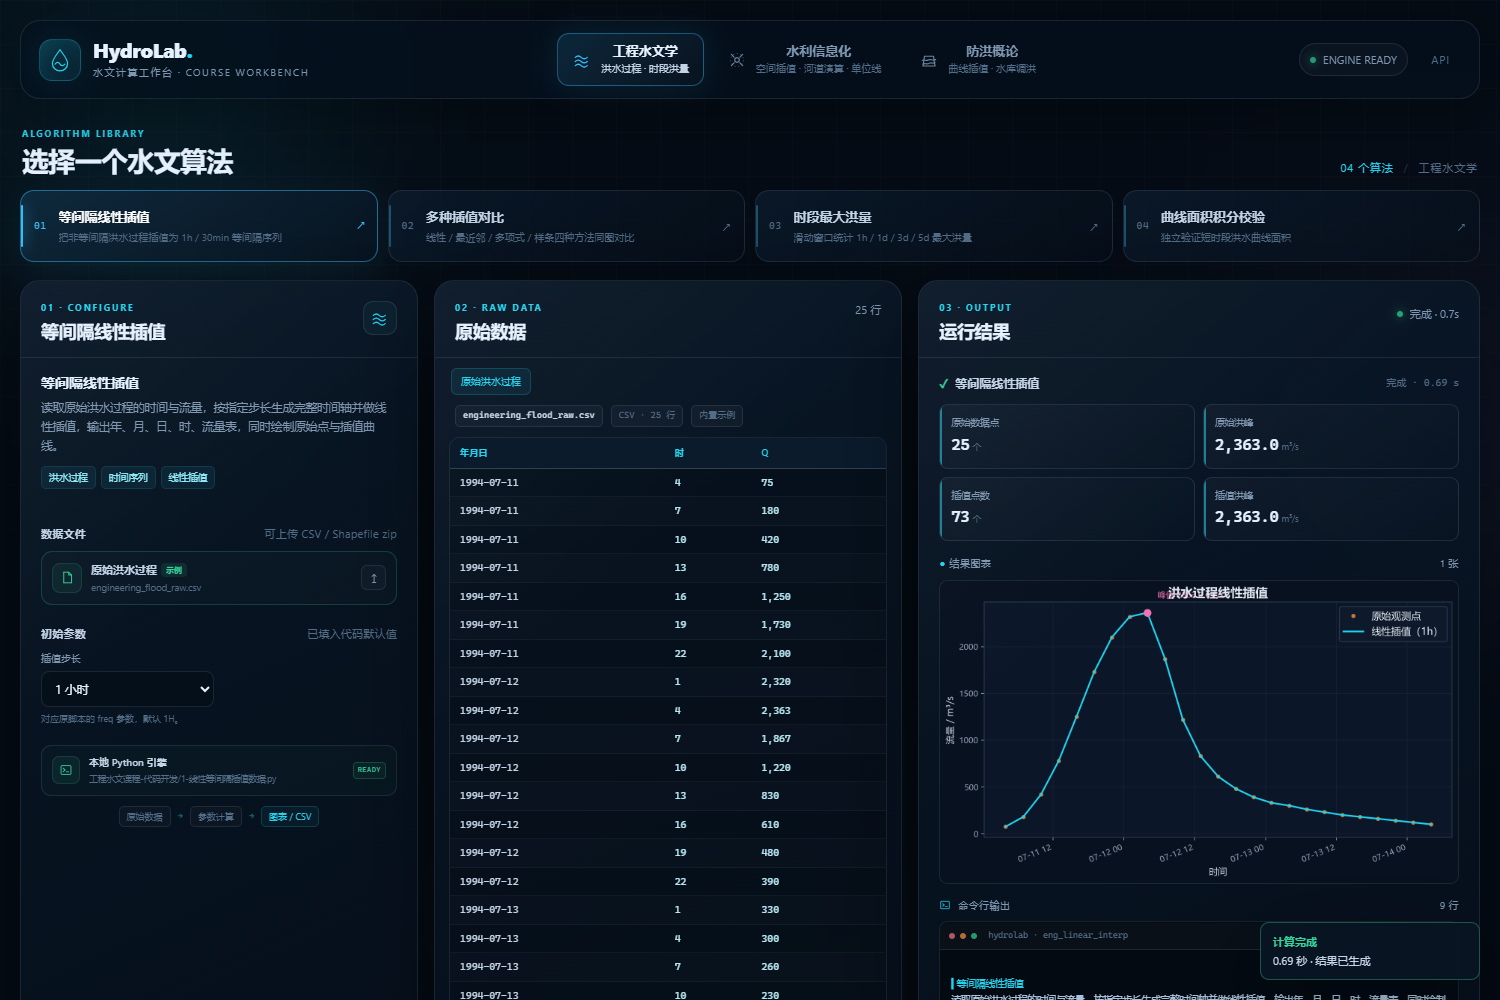 HydroLab.
水文计算工作台 · COURSE WORKBENCH
工程水文学
洪水过程 · 时段洪量
水利信息化
空间插值 · 河道演算 · 单位线
防洪概论
曲线插值 · 水库调洪
ENGINE READY
API
ALGORITHM LIBRARY
选择一个水文算法
04 个算法 / 工程水文学
01
等间隔线性插值
把非等间隔洪水过程插值为 1h / 30min 等间隔序列
↗
02
多种插值对比
线性 / 最近邻 / 多项式 / 样条四种方法同图对比
↗
03
时段最大洪量
滑动窗口统计 1h / 1d / 3d / 5d 最大洪量
↗
04
曲线面积积分校验
独立验证短时段洪水曲线面积
↗
01 · CONFIGURE
等间隔线性插值
等间隔线性插值
读取原始洪水过程的时间与流量，按指定步长生成完整时间轴并做线
性插值，输出年、月、日、时、流量表，同时绘制原始点与插值曲
线。
洪水过程 时间序列 线性插值
数据文件 可上传 CSV / Shapefile zip
原始洪水过程 示例
engineering_flood_raw.csv
↥
初始参数 已填入代码默认值
插值步长
1 小时
对应原脚本的 freq 参数，默认 1H。
本地 Python 引擎
工程水文课程-代码开发/1-线性等间隔插值数据.py
READY
原始数据 → 参数计算 → 图表 / CSV
02 · RAW DATA
原始数据
25 行
原始洪水过程
engineering_flood_raw.csv CSV · 25 行 内置示例
年月日 时 Q
1994-07-11 4 75
1994-07-11 7 180
1994-07-11 10 420
1994-07-11 13 780
1994-07-11 16 1,250
1994-07-11 19 1,730
1994-07-11 22 2,100
1994-07-12 1 2,320
1994-07-12 4 2,363
1994-07-12 7 1,867
1994-07-12 10 1,220
1994-07-12 13 830
1994-07-12 16 610
1994-07-12 19 480
1994-07-12 22 390
1994-07-13 1 330
1994-07-13 4 300
1994-07-13 7 260
1994-07-13 10 230
03 · OUTPUT
运行结果
完成 · 0.7s
✓ 等间隔线性插值
完成 · 0.69 s
原始数据点
25 个
原始洪峰
2,363.0 m³/s
插值点数
73 个
插值洪峰
2,363.0 m³/s
结果图表
1 张
洪水过程线性插值
原始观测点
线性插值（1h）
流量 / m³/s
2000
1500
1000
500
0
07-11 12
07-12 00
07-12 12
07-13 00
07-13 12
07-14 00
时间
命令行输出
9 行
hydrolab · eng_linear_interp
等间隔线性插值
计算完成
0.69 秒 · 结果已生成